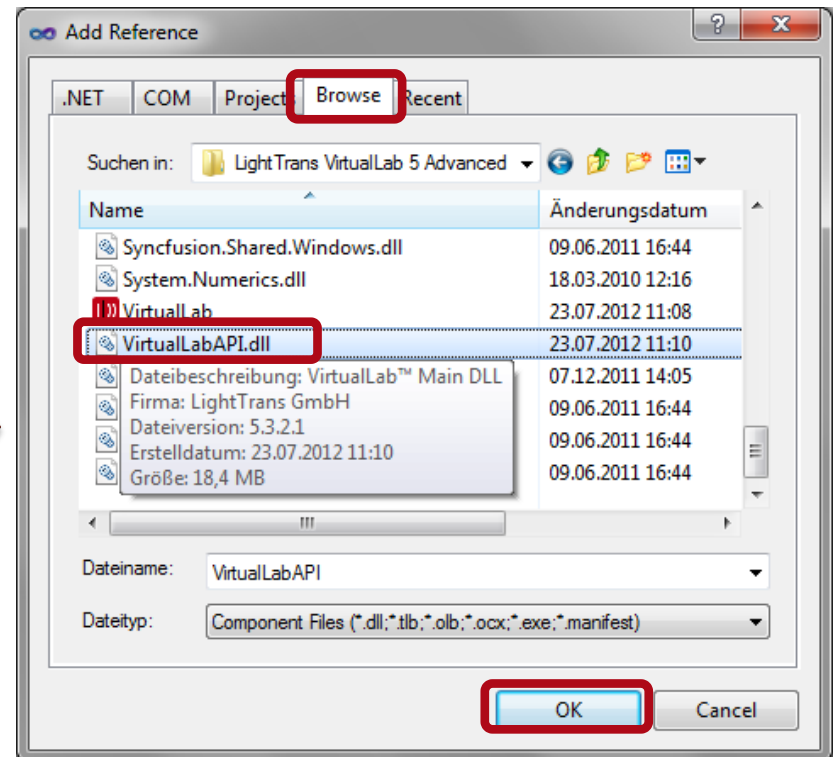 Add Reference
.NET COM Projects Browse Recent
Suchen in: LightTrans VirtualLab 5 Advanced
Name Änderungsdatum
Syncfusion.Shared.Windows.dll 09.06.2011 16:44
System.Numerics.dll 18.03.2010 12:16
VirtualLab 23.07.2012 11:08
VirtualLabAPI.dll 23.07.2012 11:10
Dateibeschreibung: VirtualLab™ Main DLL 07.12.2011 14:05
Firma: LightTrans GmbH 09.06.2011 16:44
Dateiversion: 5.3.2.1 09.06.2011 16:44
Erstelldatum: 23.07.2012 11:10
Größe: 18,4 MB 09.06.2011 16:44
Dateiname: VirtualLabAPI
Dateityp: Component Files (*.dll;*.tlb;*.olb;*.ocx;*.exe;*.manifest)
OK Cancel